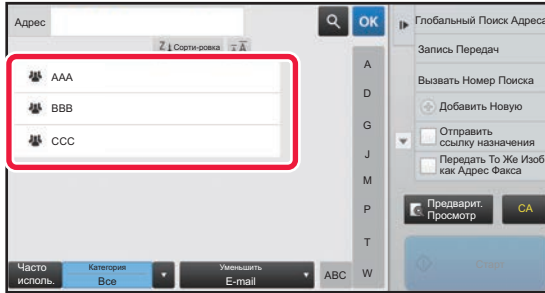 Адрес
OK
Z↓Сорти-ровка
A
AAA
BBB
CCC
A
D
G
J
M
P
T
W
ABC
Часто
исполь.
Категория
Все
Уменьшить
E-mail
Глобальный Поиск Адреса
Запись Передач
Вызвать Номер Поиска
Добавить Новую
Отправить
ссылку назначения
Передать То Же Изоб
как Адрес Факса
Предварит.
Просмотр
CA